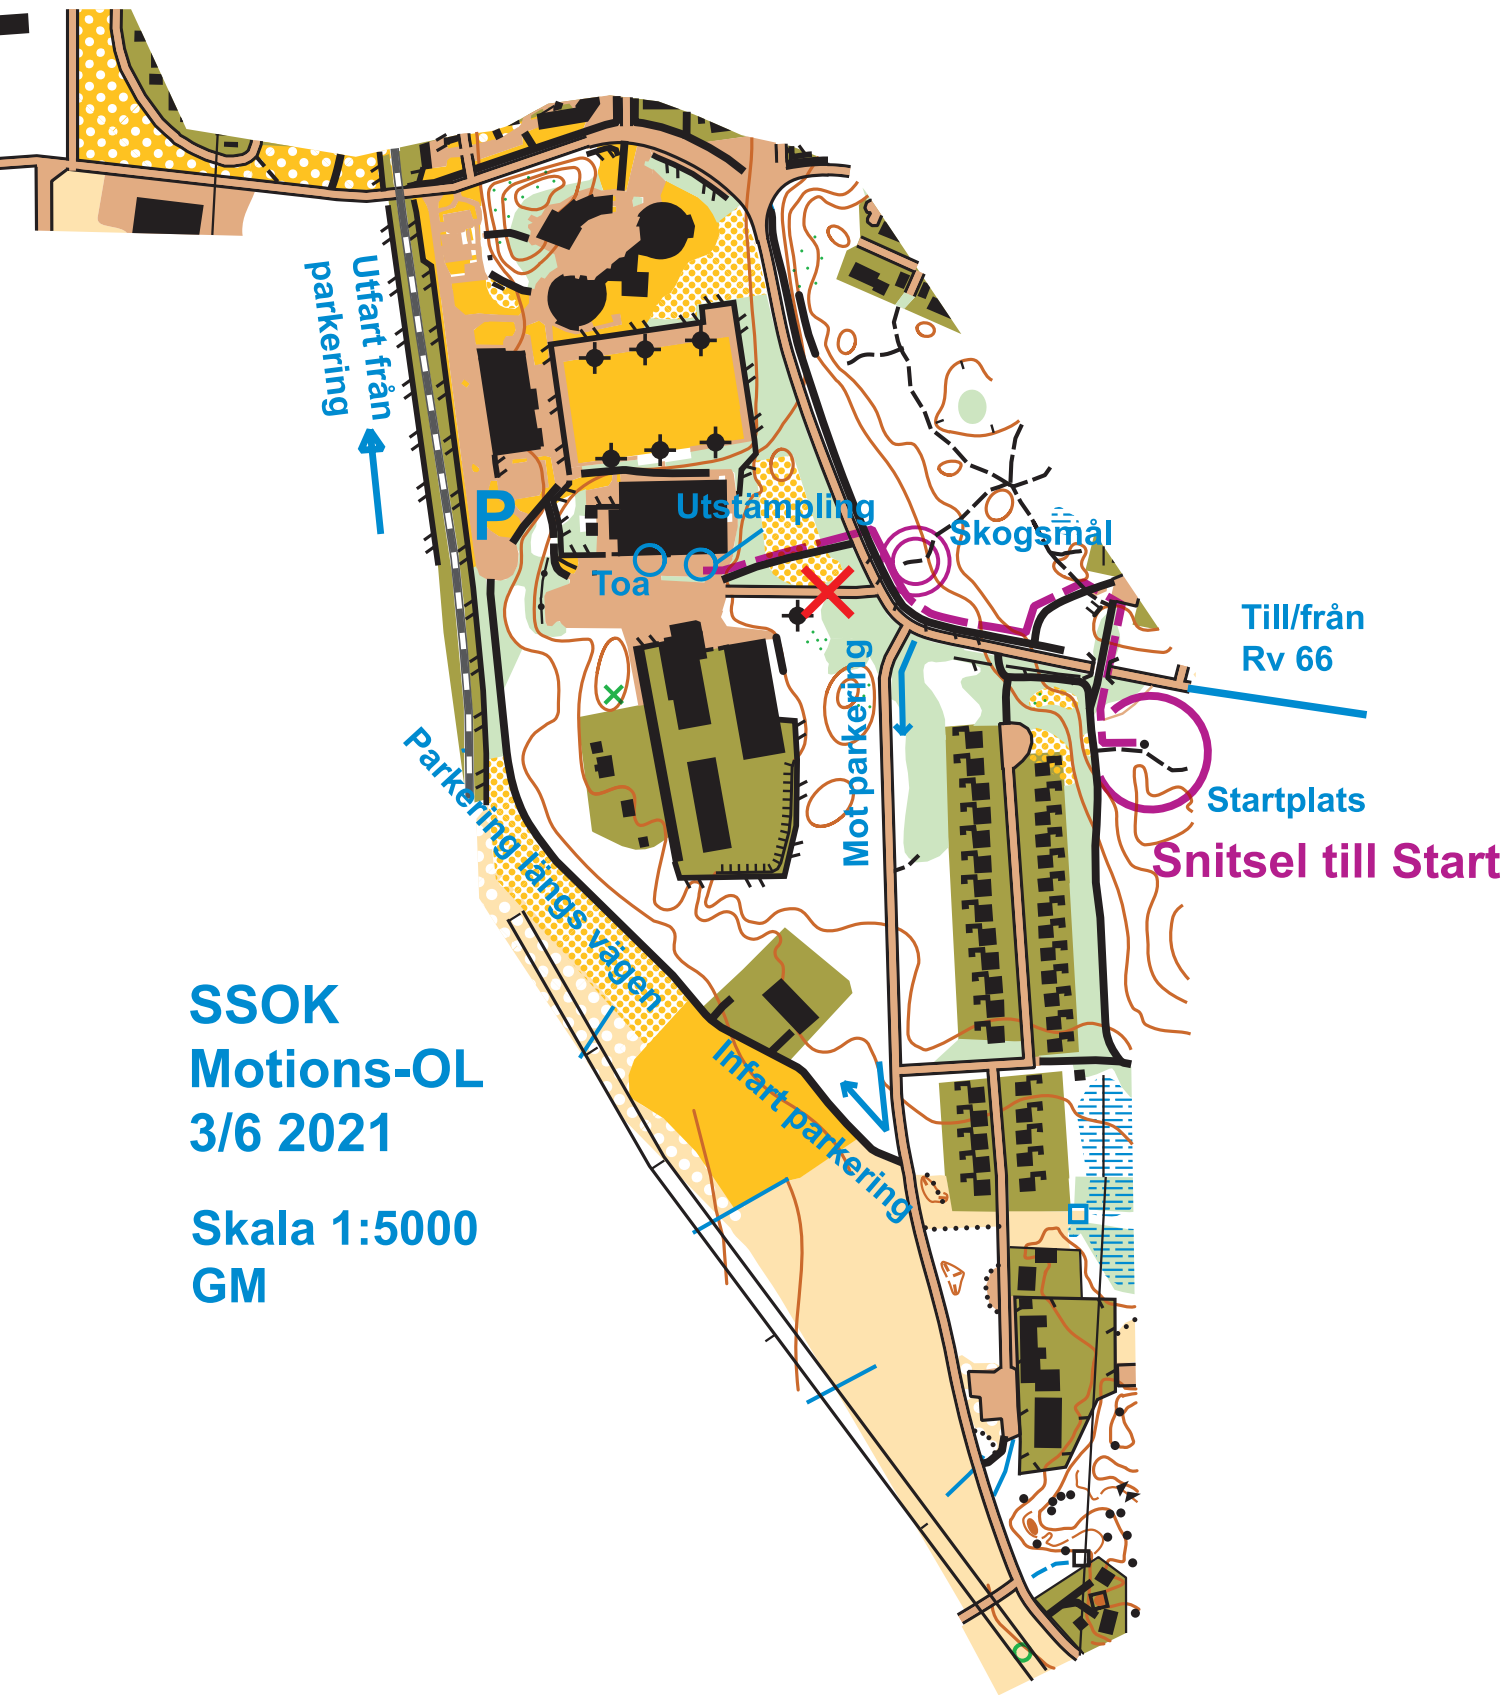 Utfart från
parkering
P
Utstämpling
Toa
Skogsmål
Till/från
Rv 66
Mot parkering
Startplats
Snitsel till Start
Parkering längs vägen
Infart parkering
SSOK
Motions-OL
3/6 2021
Skala 1:5000
GM